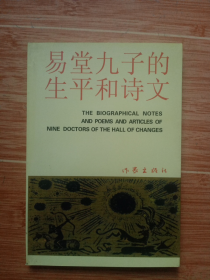 易堂九子的
生平和诗文
THE BIOGRAPHICAL NOTES
AND POEMS AND ARTICLES OF
NINE DOCTORS OF THE HALL OF CHANGES
作家出版社